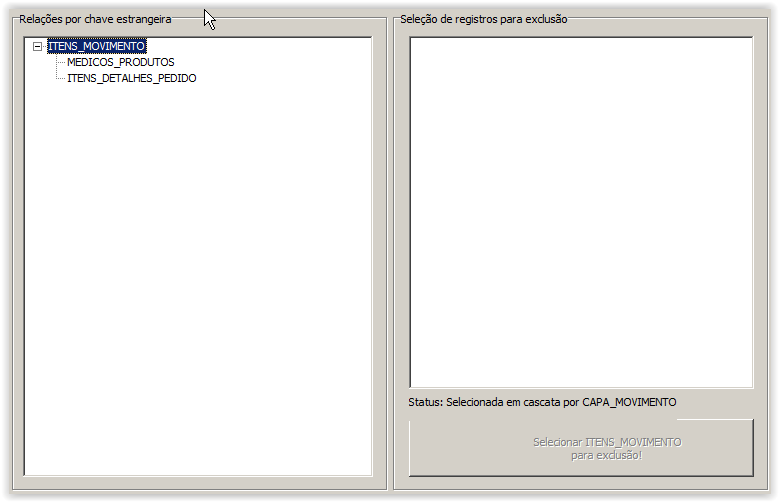 Relações por chave estrangeira
ITENS_MOVIMENTO
MEDICOS_PRODUTOS
ITENS_DETALHES_PEDIDO
Seleção de registros para exclusão
Status: Selecionada em cascata por CAPA_MOVIMENTO
Selecionar ITENS_MOVIMENTO
para exclusão!